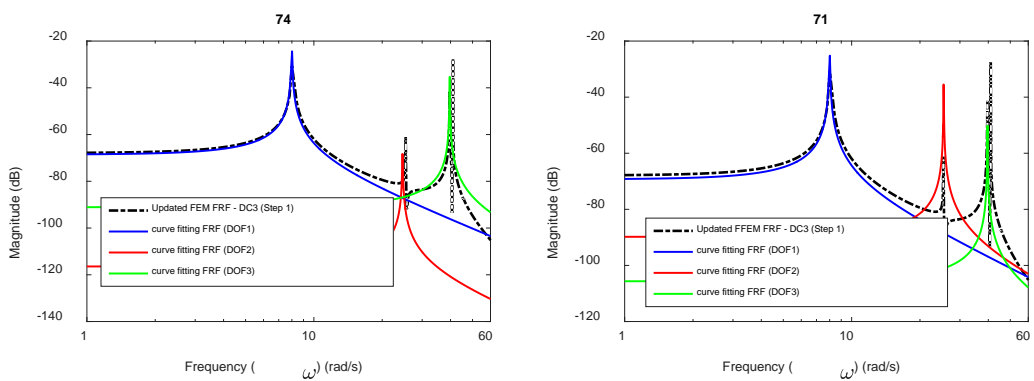 74
-20
-40
-60
-80
-100
-120
-140
Magnitude (dB)
Updated FEM FRF - DC3 (Step 1)
curve fitting FRF (DOF1)
curve fitting FRF (DOF2)
curve fitting FRF (DOF3)
1
10
60
Frequency ( ω) (rad/s)
71
-20
-40
-60
-80
-100
-120
Magnitude (dB)
Updated FFEM FRF - DC3 (Step 1)
curve fitting FRF (DOF1)
curve fitting FRF (DOF2)
curve fitting FRF (DOF3)
1
10
60
Frequency ( ω) (rad/s)